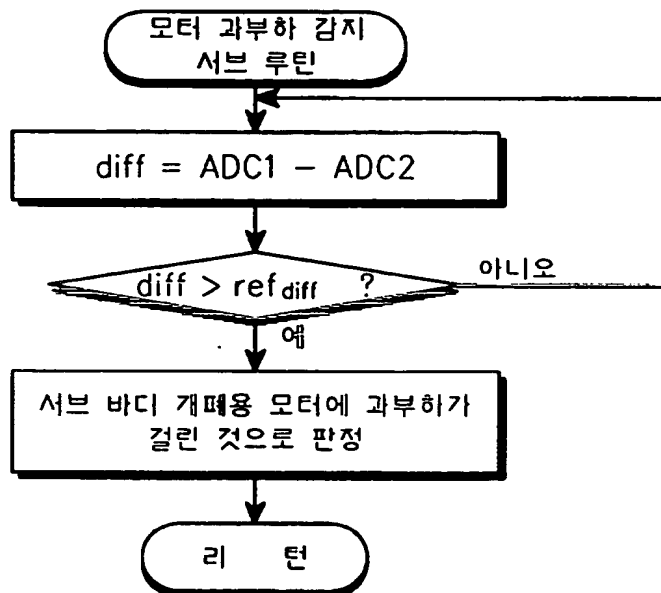 모터 과부하 감지
서브 루틴
diff = ADC1 − ADC2
diff > ref diff ?
아니오
예
서브 바디 개폐용 모터에 과부하가
걸린 것으로 판정
리 턴